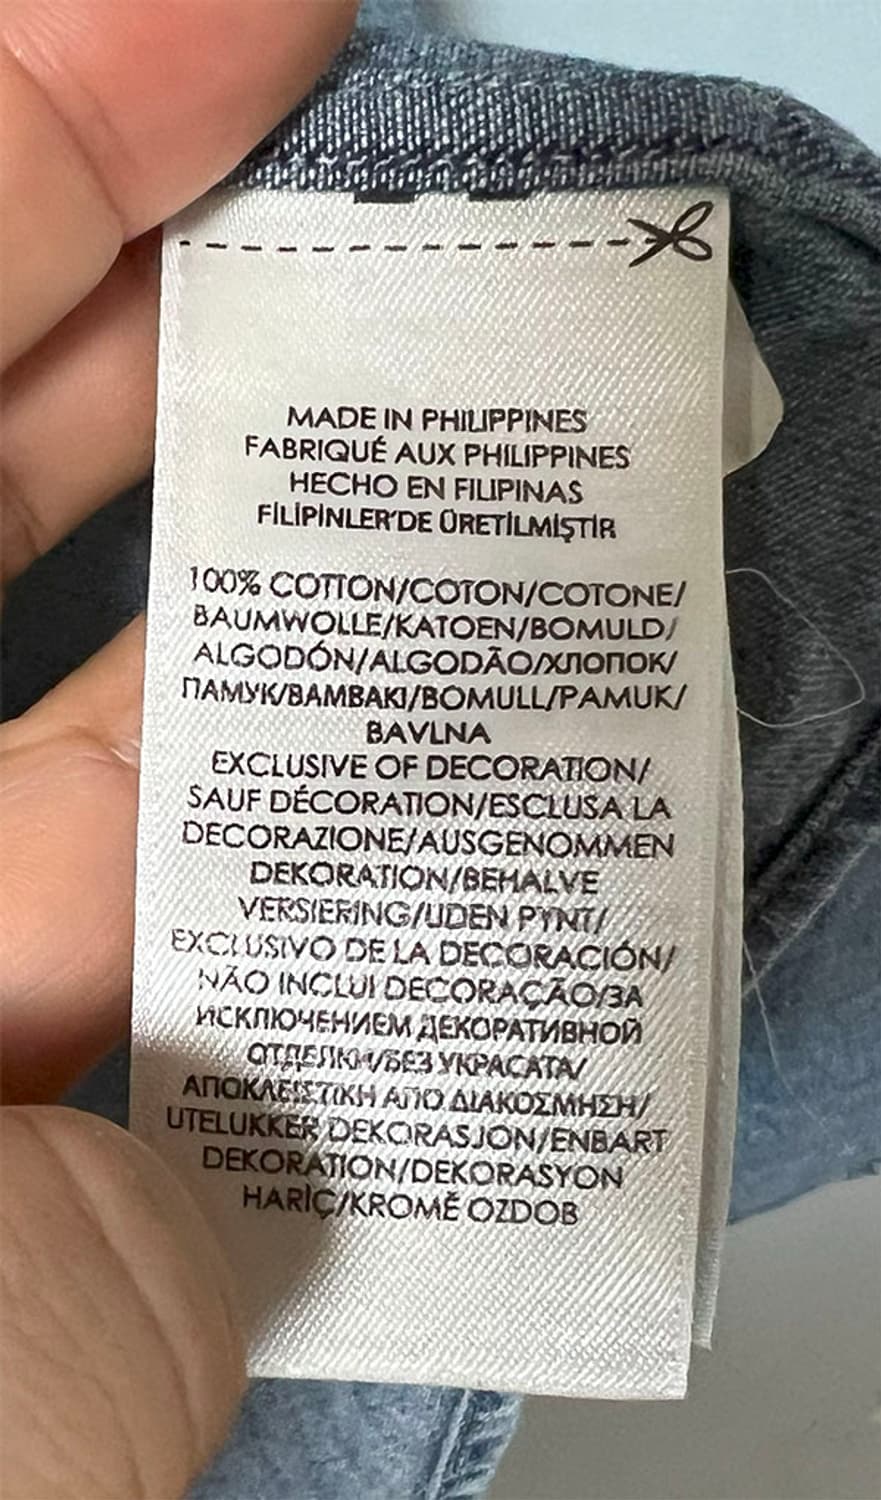 MADE IN PHILIPPINES
FABRIQUÉ AUX PHILIPPINES
HECHO EN FILIPINAS
FİLİPİNLER'DE ÜRETİLMİŞTİR
100% COTTON/COTON/COTONE/
BAUMWOLLE/KATOEN/BOMULD/
ALGODÓN/ALGODÃO/ХЛОПОК/
ПАМУК/BAMBAKI/BOMULL/PAMUK/
BAVLNA
EXCLUSIVE OF DECORATION/
SAUF DÉCORATION/ESCLUSA LA
DECORAZIONE/AUSGENOMMEN
DEKORATION/BEHALVE
VERSIERING/UDEN PYNT/
EXCLUSIVO DE LA DECORACIÓN/
NÃO INCLUI DECORAÇÃO/ЗА
ИСКЛЮЧЕНИЕМ ДЕКОРАТИВНОЙ
ОТДЕЛКИ/БЕЗ УКРАСАТА/
ΑΠΟΚΛΕΙΣΤΙΚΗ ΑΠΟ ΔΙΑΚΟΣΜΗΣΗ/
UTELUKKER DEKORASJON/ENBART
DEKORATION/DEKORASYON
HARİÇ/KROMĚ OZDOB